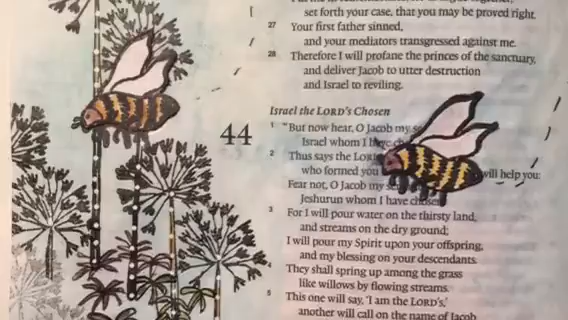 set forth your case, that you may be proved right.
27 Your first father sinned,
and your mediators transgressed against me.
28 Therefore I will profane the princes of the sanctuary,
and deliver Jacob to utter destruction
and Israel to reviling.
Israel the LORD's Chosen
44
1 "But now hear, O Jacob my
Israel whom I have
2 Thus says the LORD
who formed you will help you:
Fear not, O Jacob my
Jeshurun whom I have chosen
3 For I will pour water on the thirsty land,
and streams on the dry ground;
I will pour my Spirit upon your offspring,
and my blessing on your descendants.
They shall spring up among the grass
like willows by flowing streams.
5 This one will say, 'I am the LORD's,'
another will call on the name of Jacob